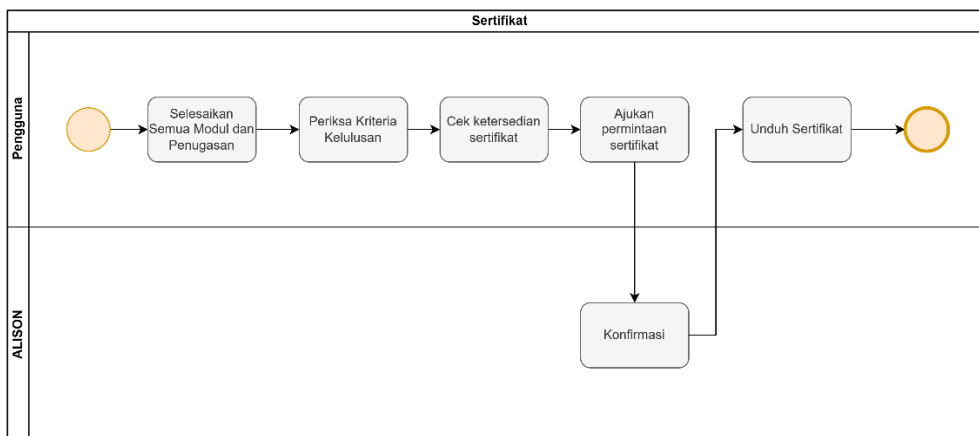 Sertifikat
Pengguna
Selesaikan
Semua Modul dan
Penugasan
Periksa Kriteria
Kelulusan
Cek ketersedian
sertifikat
Ajukan
permintaan
sertifikat
Unduh Sertifikat
ALISON
Konfirmasi